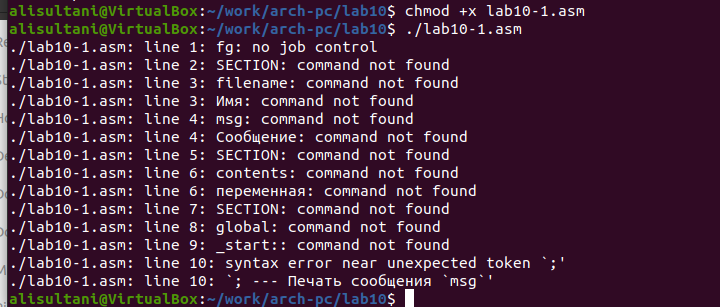 alisultani@VirtualBox:~/work/arch-pc/lab10$ chmod +x lab10-1.asm
alisultani@VirtualBox:~/work/arch-pc/lab10$ ./lab10-1.asm
./lab10-1.asm: line 1: fg: no job control
./lab10-1.asm: line 2: SECTION: command not found
./lab10-1.asm: line 3: filename: command not found
./lab10-1.asm: line 3: Имя: command not found
./lab10-1.asm: line 4: msg: command not found
./lab10-1.asm: line 4: Сообщение: command not found
./lab10-1.asm: line 5: SECTION: command not found
./lab10-1.asm: line 6: contents: command not found
./lab10-1.asm: line 6: переменная: command not found
./lab10-1.asm: line 7: SECTION: command not found
./lab10-1.asm: line 8: global: command not found
./lab10-1.asm: line 9: _start:: command not found
./lab10-1.asm: line 10: syntax error near unexpected token `;'
./lab10-1.asm: line 10: `; --- Печать сообщения `msg`'
alisultani@VirtualBox:~/work/arch-pc/lab10$